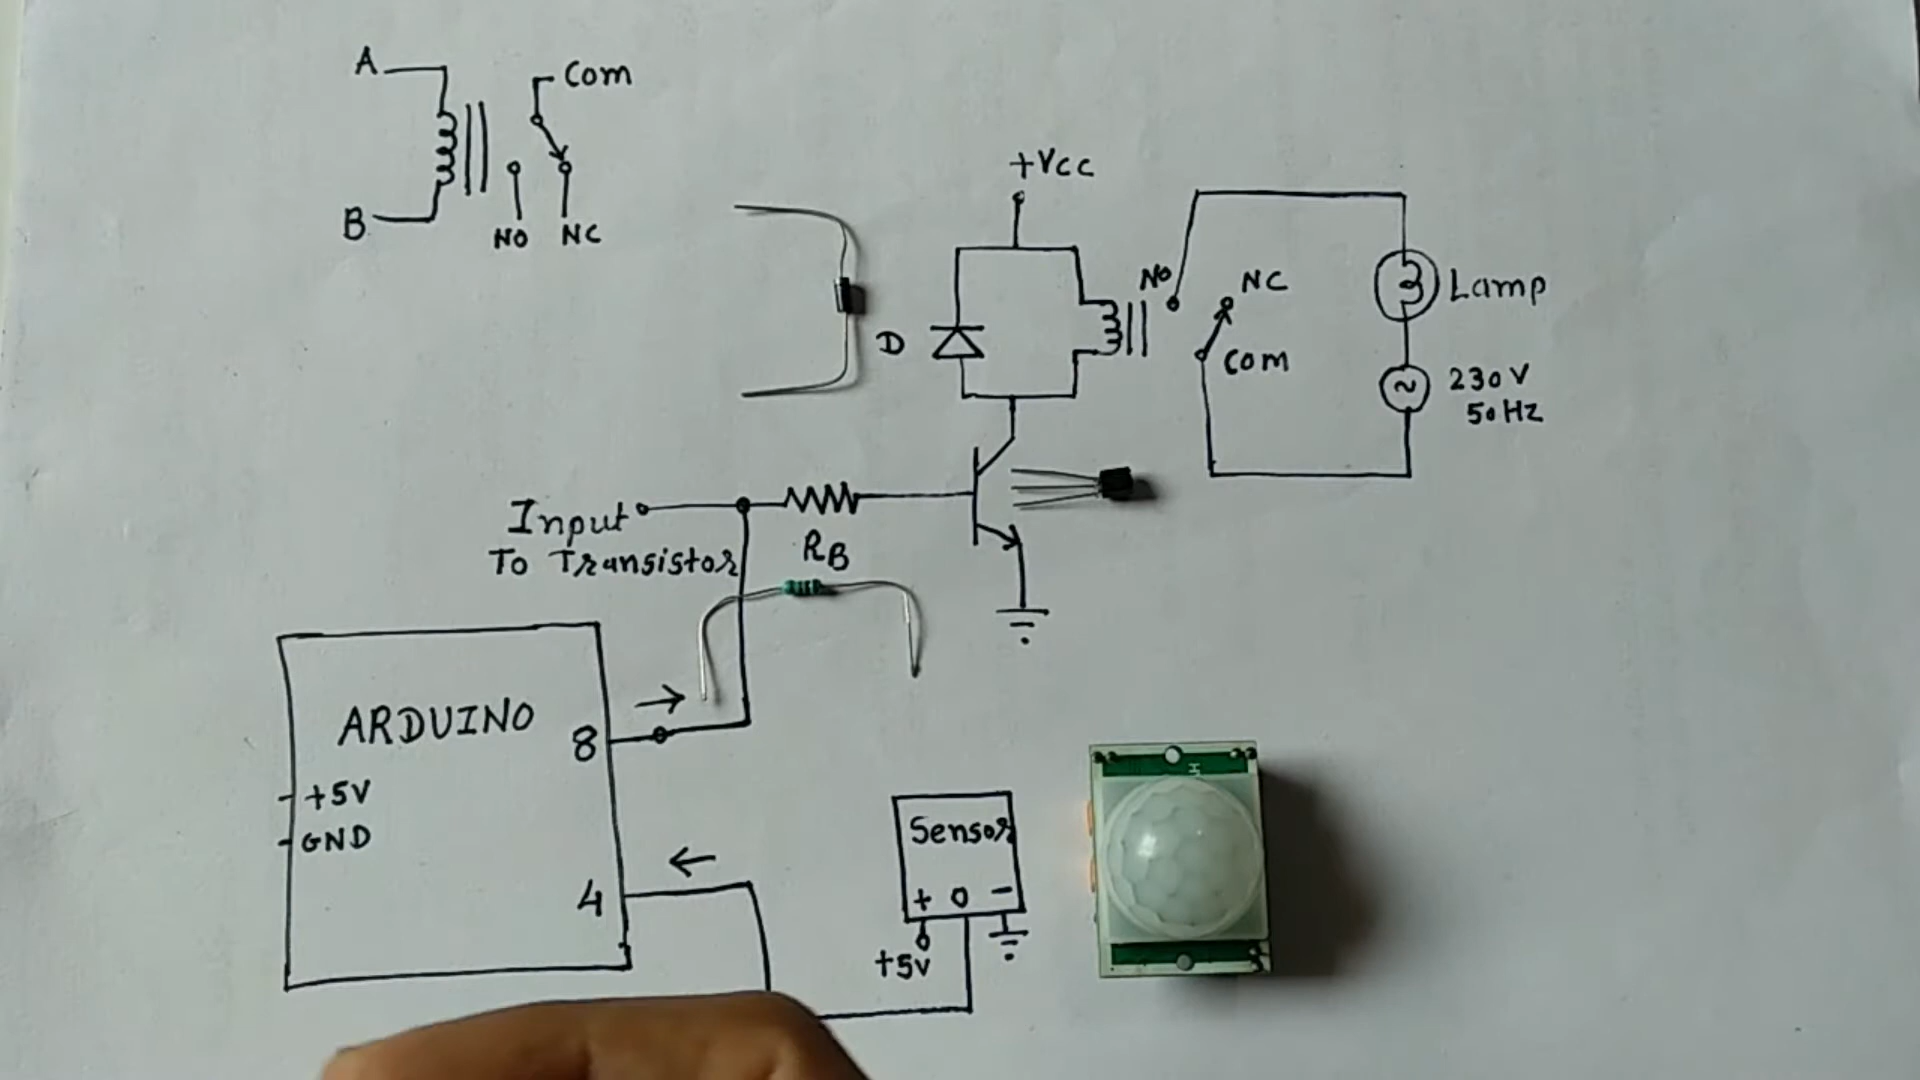 A
Com
B
NO NC
+Vcc
NO
NC
Com
Lamp
230V
50Hz
D
Input
To Transistor
RB
ARDUINO
8
+5V
GND
4
Sensor
+ O −
+5V